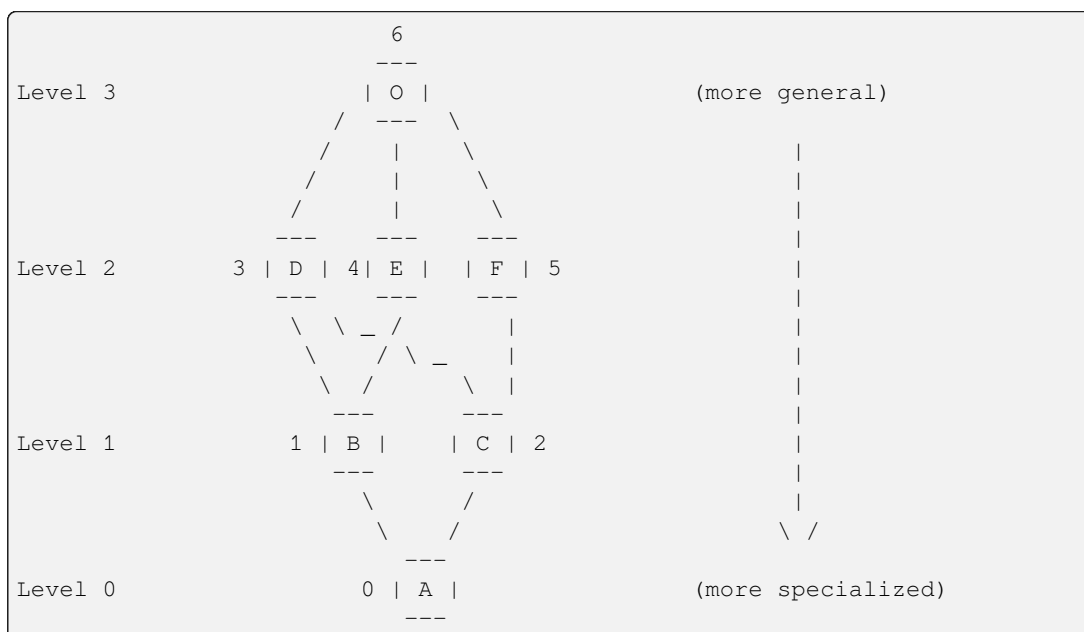 6
---
Level 3 | O | (more general)
/ --- \
/ | \ |
/ | \ |
/ | \ |
--- --- --- |
Level 2 3 | D | 4| E | | F | 5 |
--- --- --- |
\ \ _ / | |
\ / \ _ | |
\ / \ | |
--- --- |
Level 1 1 | B | | C | 2 |
--- --- |
\ / |
\ / \ /
---
Level 0 0 | A | (more specialized)
---